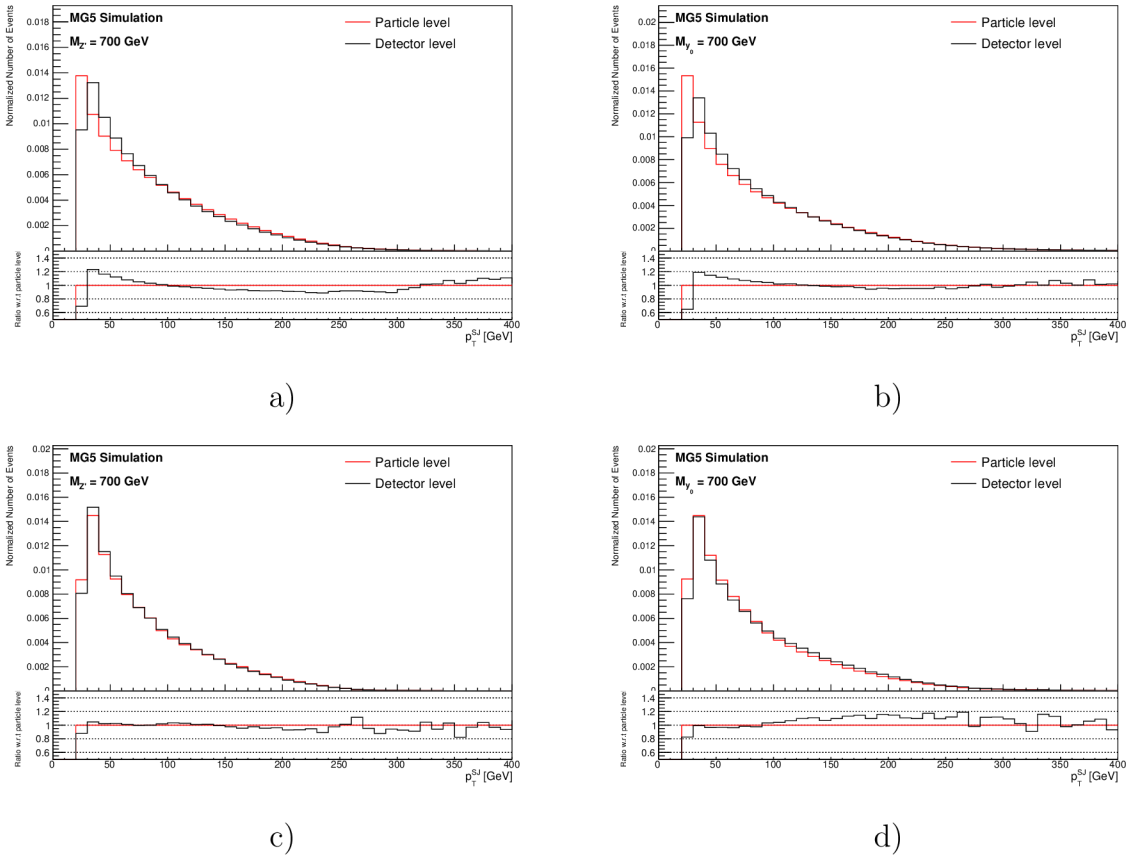 MG5 Simulation
M_Z' = 700 GeV
Particle level
Detector level
Normalized Number of Events
0.018
0.016
0.014
0.012
0.01
0.008
0.006
0.004
0.002
0
Ratio w.r.t particle level
1.4
1.2
1
0.8
0.6
0 50 100 150 200 250 300 350 400
p_T^SJ [GeV]
a)
MG5 Simulation
M_y_0 = 700 GeV
Particle level
Detector level
Normalized Number of Events
0.02
0.018
0.016
0.014
0.012
0.01
0.008
0.006
0.004
0.002
0
Ratio w.r.t particle level
1.4
1.2
1
0.8
0.6
0 50 100 150 200 250 300 350 400
p_T^SJ [GeV]
b)
MG5 Simulation
M_Z' = 700 GeV
Particle level
Detector level
Normalized Number of Events
0.02
0.018
0.016
0.014
0.012
0.01
0.008
0.006
0.004
0.002
0
Ratio w.r.t particle level
1.4
1.2
1
0.8
0.6
0 50 100 150 200 250 300 350 400
p_T^SJ [GeV]
c)
MG5 Simulation
M_y_0 = 700 GeV
Particle level
Detector level
Normalized Number of Events
0.02
0.018
0.016
0.014
0.012
0.01
0.008
0.006
0.004
0.002
0
Ratio w.r.t particle level
1.4
1.2
1
0.8
0.6
0 50 100 150 200 250 300 350 400
p_T^SJ [GeV]
d)